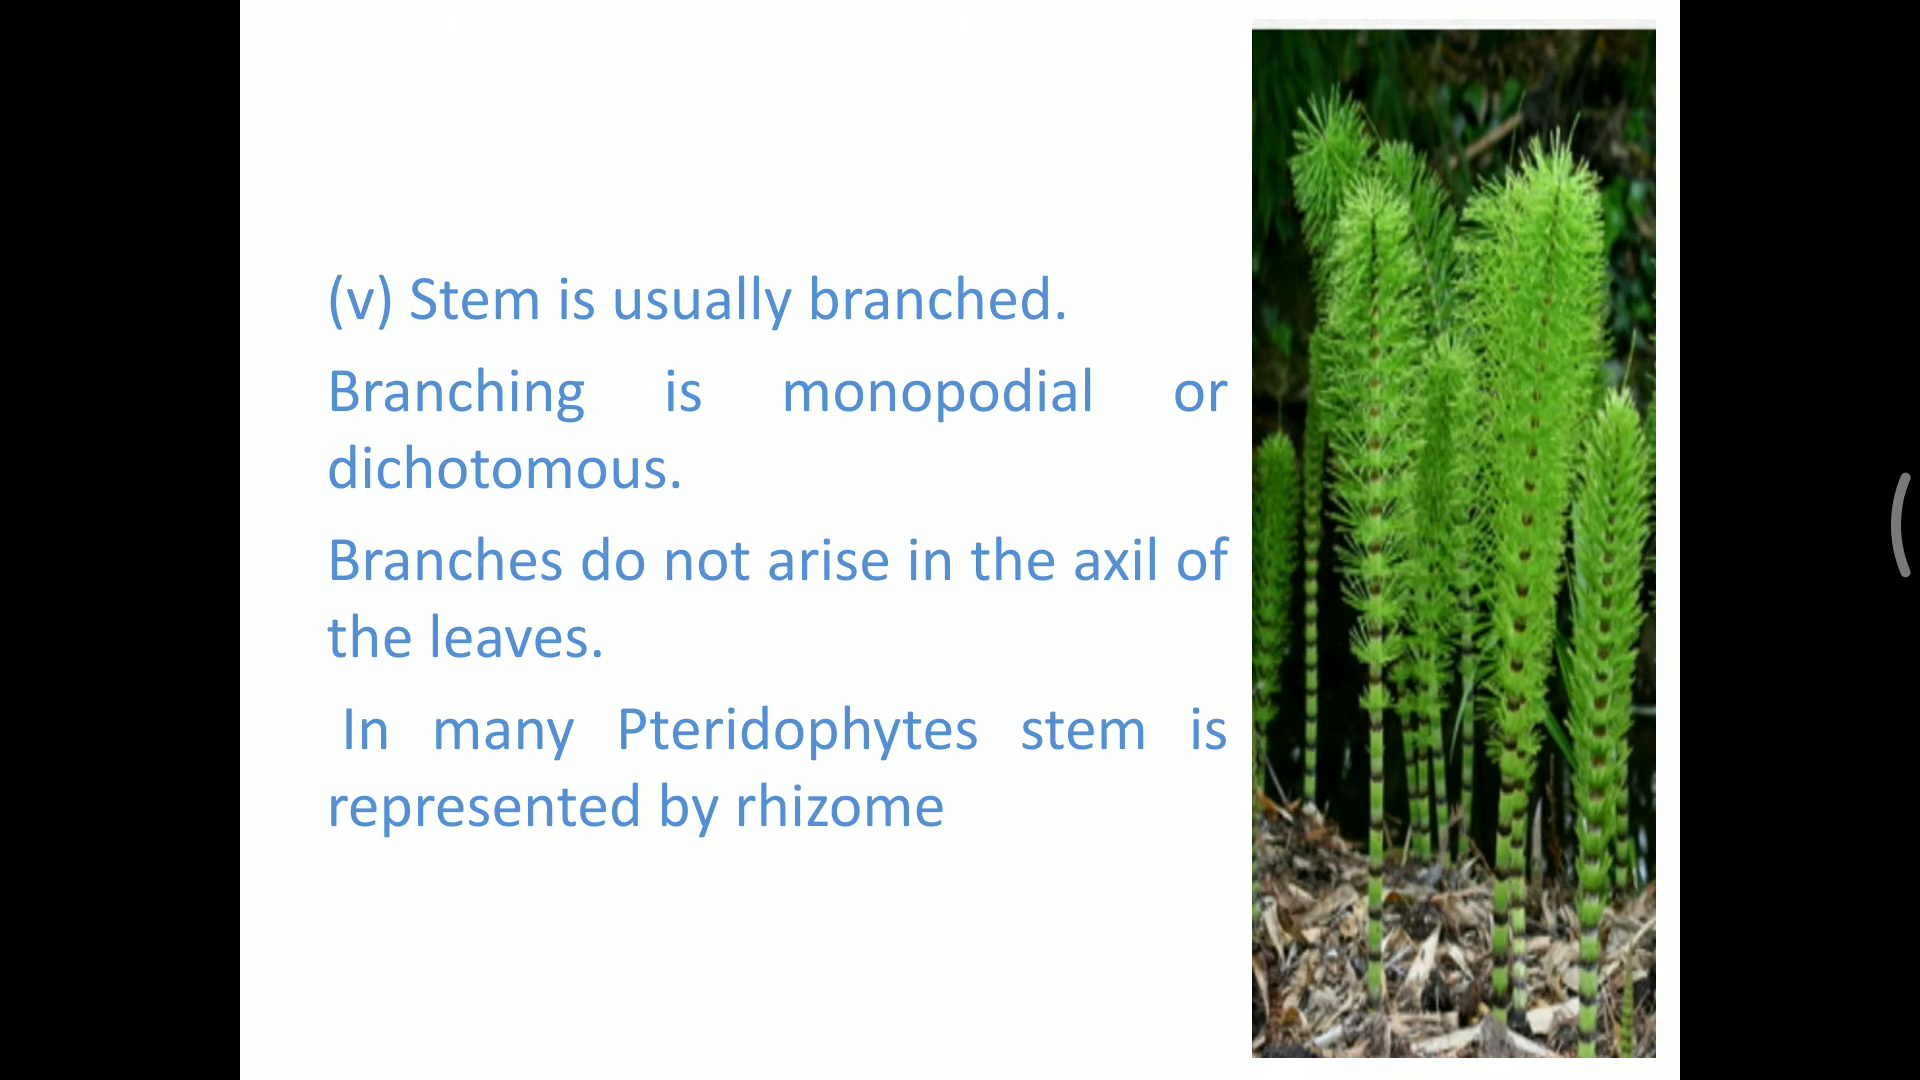 (v) Stem is usually branched.
Branching is monopodial or
dichotomous.
Branches do not arise in the axil of
the leaves.
In many Pteridophytes stem is
represented by rhizome